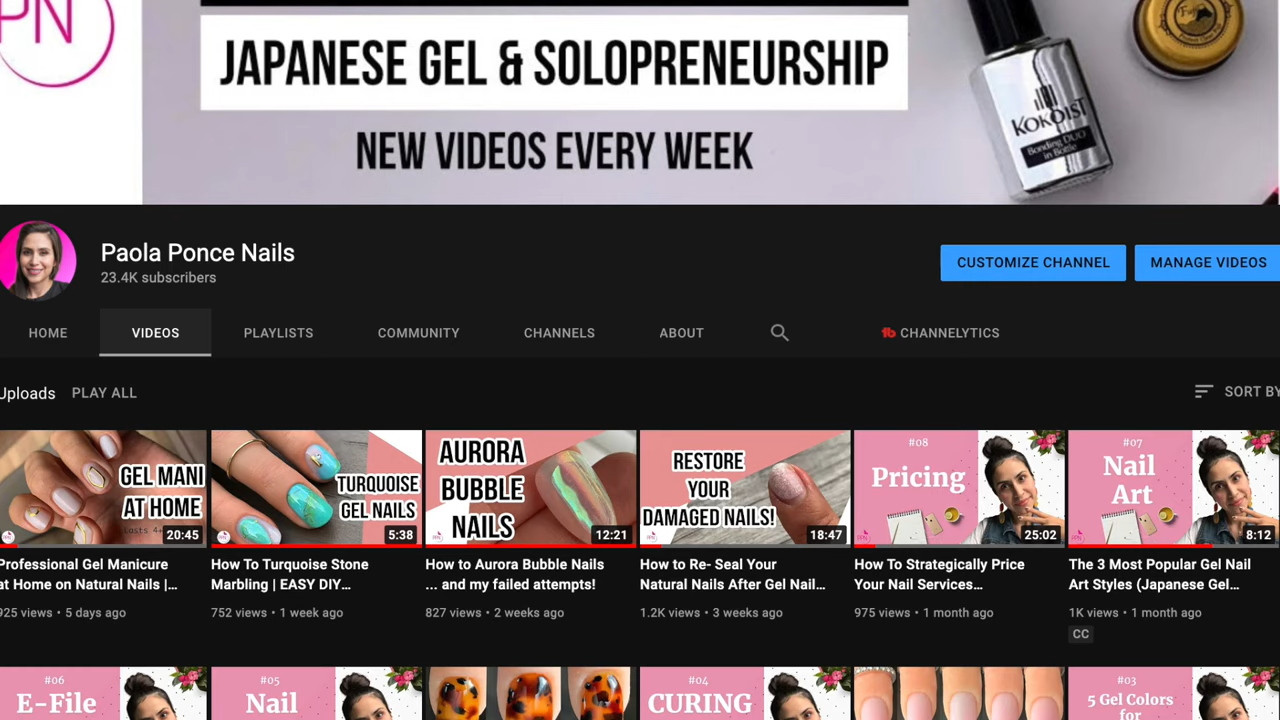 PN
JAPANESE GEL & SOLOPRENEURSHIP
NEW VIDEOS EVERY WEEK
KOKOIST
Bonding DUO
in Bottle
Paola Ponce Nails
23.4K subscribers
CUSTOMIZE CHANNEL
MANAGE VIDEOS
HOME
VIDEOS
PLAYLISTS
COMMUNITY
CHANNELS
ABOUT
CHANNELYTICS
Uploads
PLAY ALL
SORT BY
GEL MANI
AT HOME
20:45
TURQUOISE
GEL NAILS
5:38
AURORA
BUBBLE
NAILS
12:21
RESTORE
YOUR
DAMAGED NAILS!
18:47
#08
Pricing
25:02
#07
Nail
Art
8:12
Professional Gel Manicure
at Home on Natural Nails |...
925 views • 5 days ago
How To Turquoise Stone
Marbling | EASY DIY...
752 views • 1 week ago
How to Aurora Bubble Nails
... and my failed attempts!
827 views • 2 weeks ago
How to Re- Seal Your
Natural Nails After Gel Nail...
1.2K views • 3 weeks ago
How To Strategically Price
Your Nail Services...
975 views • 1 month ago
The 3 Most Popular Gel Nail
Art Styles (Japanese Gel...
1K views • 1 month ago
CC
#06
E-File
#05
Nail
#04
CURING
#03
5 Gel Colors
for